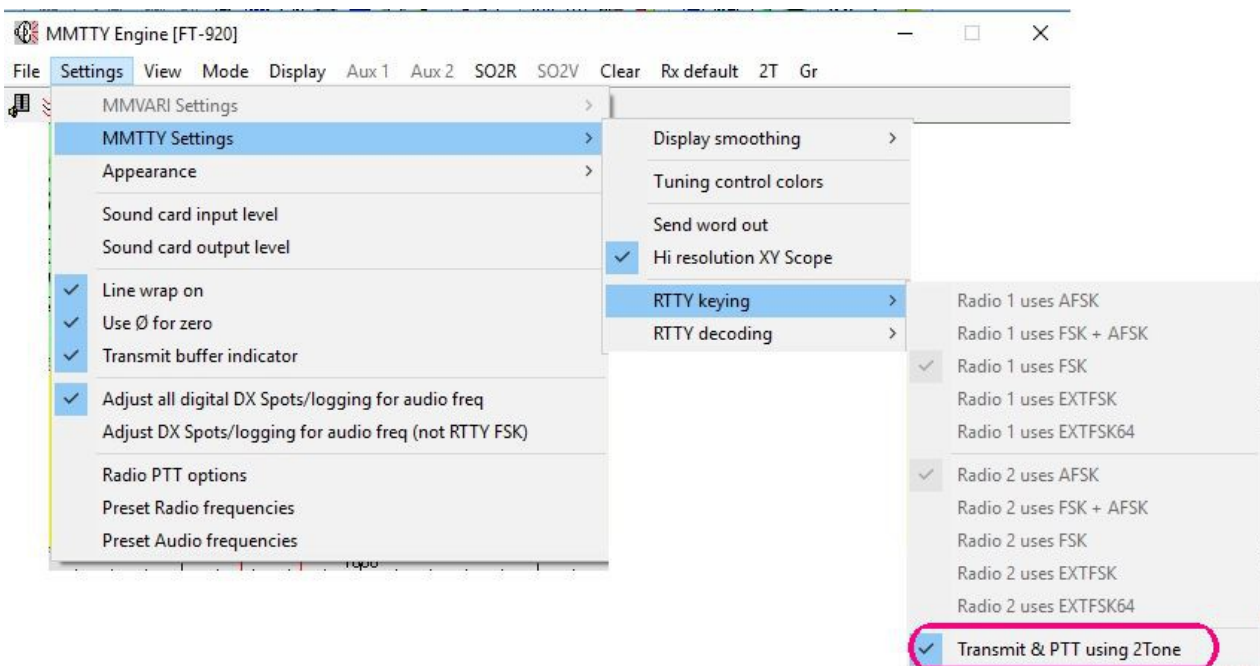 MMTTY Engine [FT-920]
File Settings View Mode Display Aux 1 Aux 2 SO2R SO2V Clear Rx default 2T Gr
MMVARI Settings
MMTTY Settings
Appearance
Sound card input level
Sound card output level
Line wrap on
Use Ø for zero
Transmit buffer indicator
Adjust all digital DX Spots/logging for audio freq
Adjust DX Spots/logging for audio freq (not RTTY FSK)
Radio PTT options
Preset Radio frequencies
Preset Audio frequencies
Display smoothing
Tuning control colors
Send word out
Hi resolution XY Scope
RTTY keying
RTTY decoding
Radio 1 uses AFSK
Radio 1 uses FSK + AFSK
Radio 1 uses FSK
Radio 1 uses EXTFSK
Radio 1 uses EXTFSK64
Radio 2 uses AFSK
Radio 2 uses FSK + AFSK
Radio 2 uses FSK
Radio 2 uses EXTFSK
Radio 2 uses EXTFSK64
Transmit & PTT using 2Tone